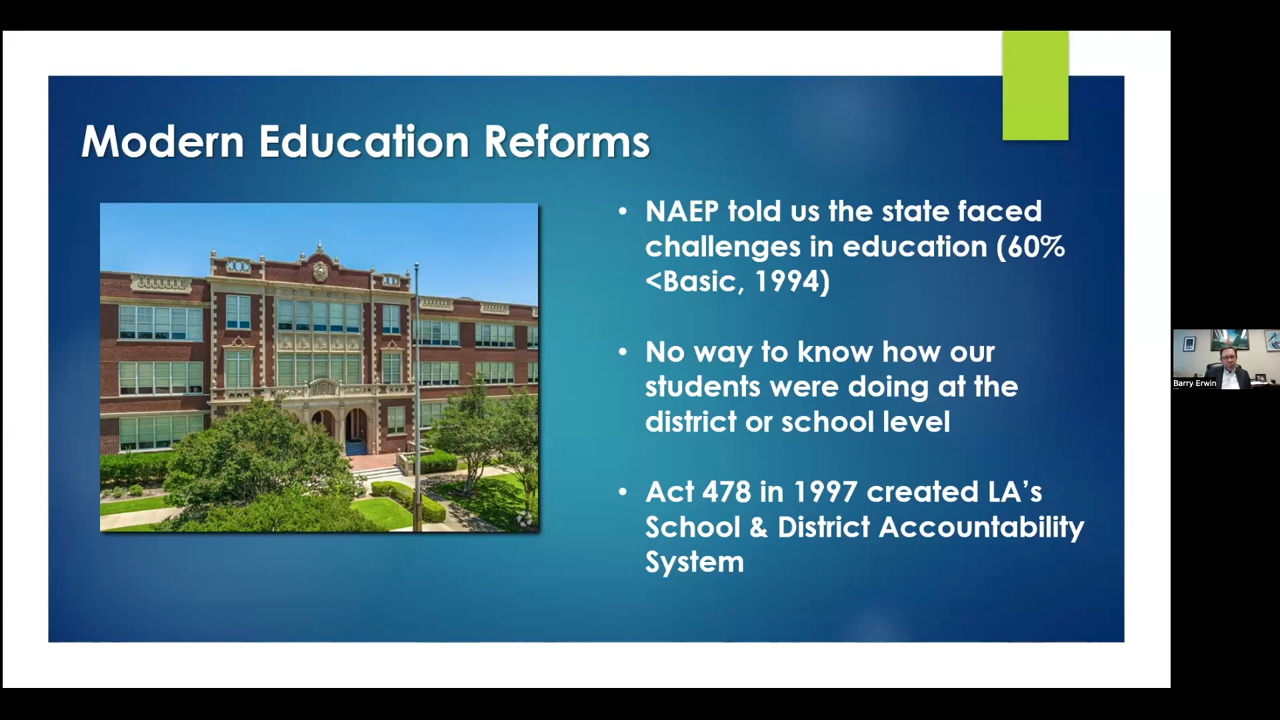 Modern Education Reforms
• NAEP told us the state faced
challenges in education (60%
<Basic, 1994)
• No way to know how our
students were doing at the
district or school level
• Act 478 in 1997 created LA’s
School & District Accountability
System
Barry Erwin